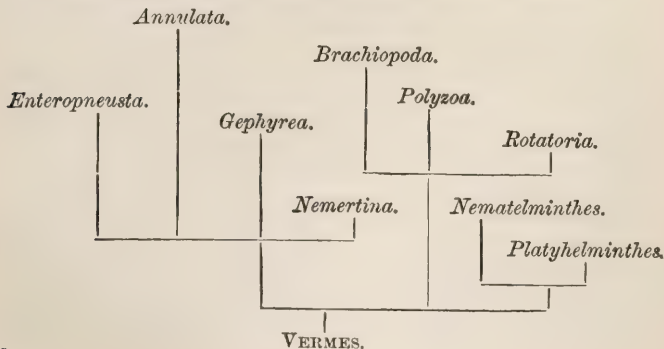 Annulata.
Brachiopoda.
Enteropneusta.
Polyzoa.
Gephyrea.
Rotatoria.
Nemertina.
Nematelminthes.
Platyhelminthes.
VERMES.